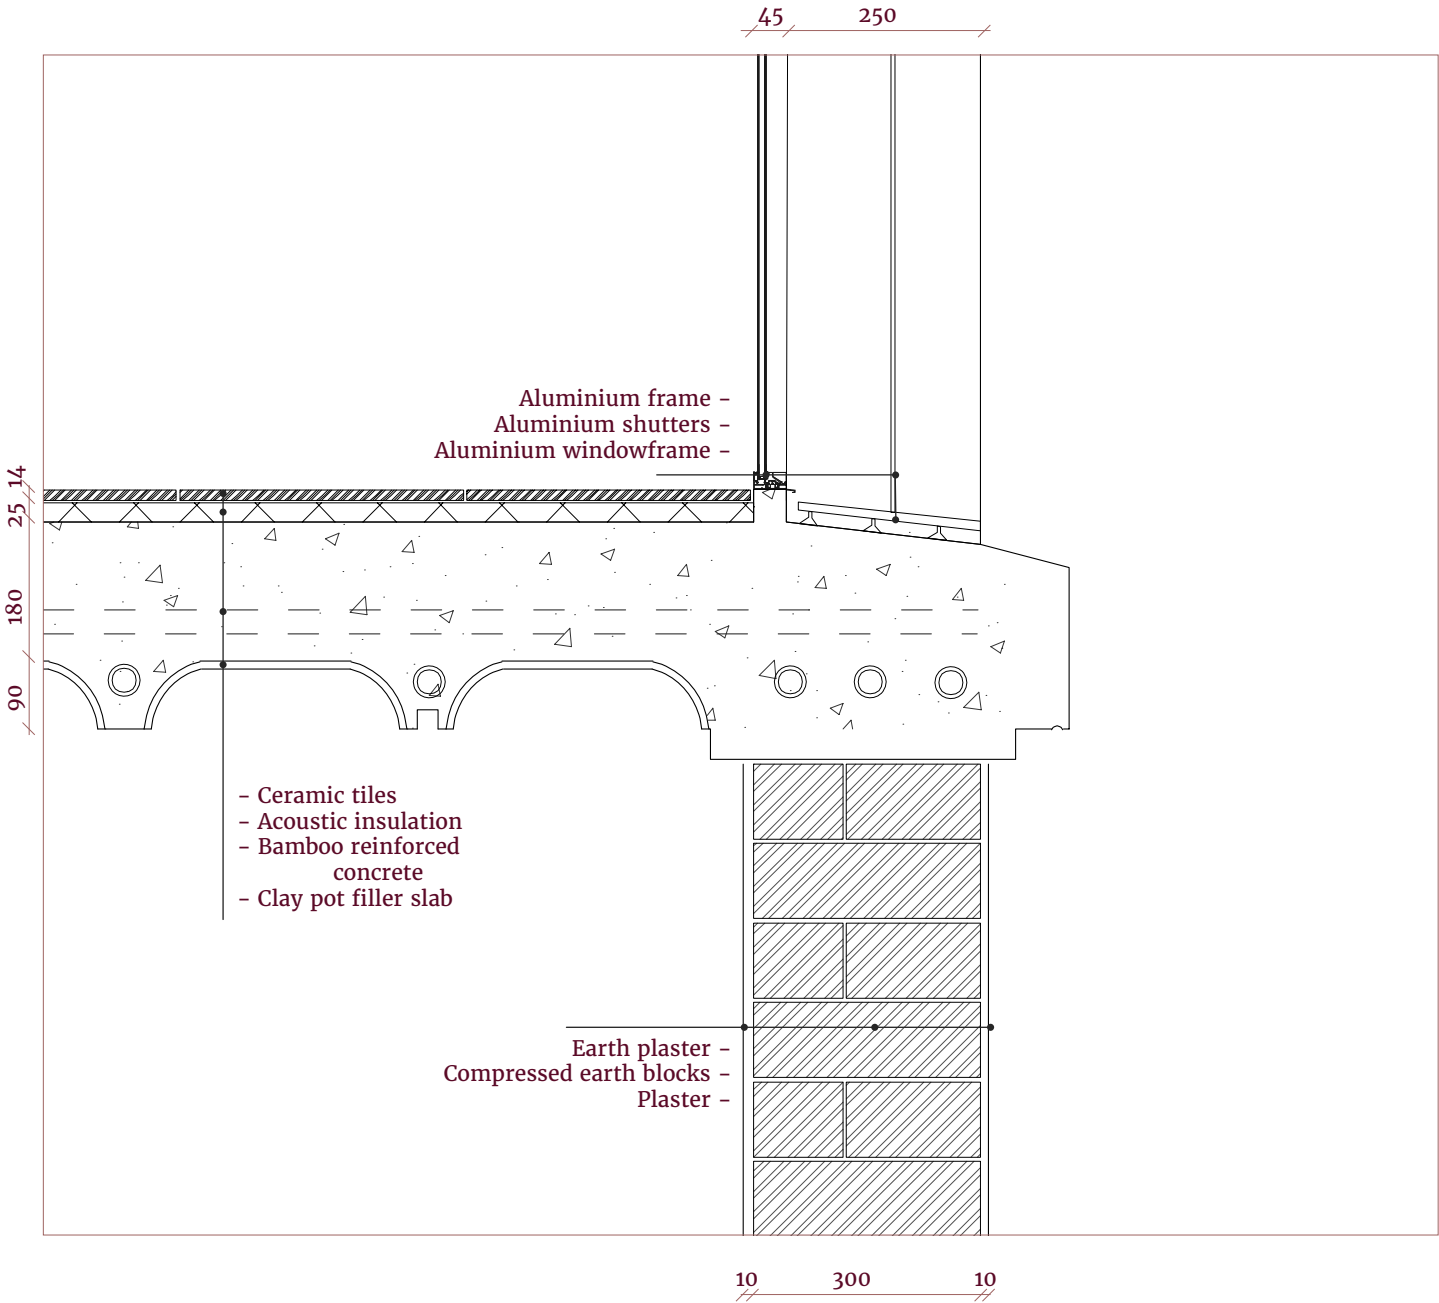 45 250
Aluminium frame -
Aluminium shutters -
Aluminium windowframe -
14
25
180
90
- Ceramic tiles
- Acoustic insulation
- Bamboo reinforced
concrete
- Clay pot filler slab
Earth plaster -
Compressed earth blocks -
Plaster -
10 300 10